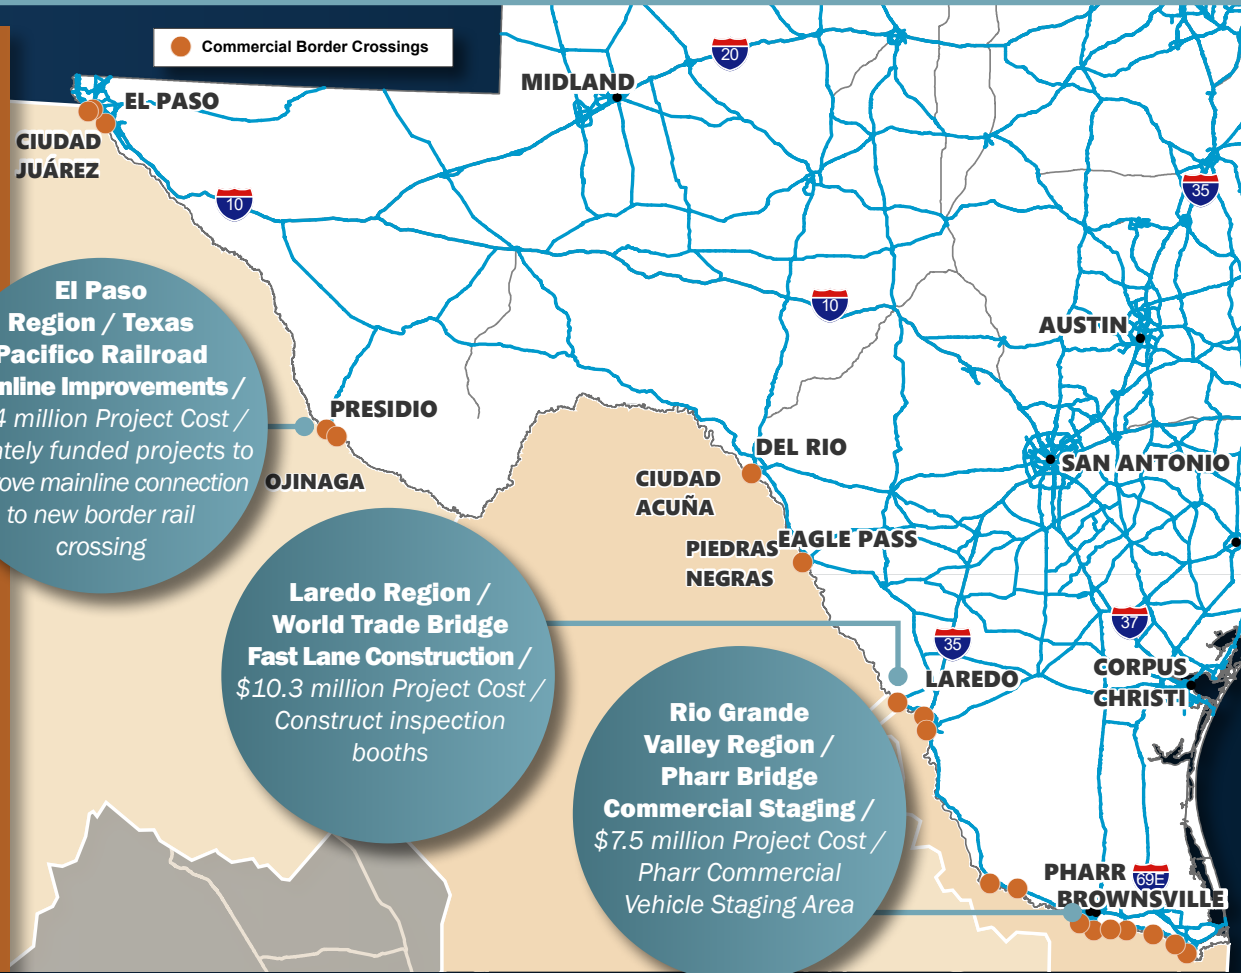 Commercial Border Crossings
20
MIDLAND
EL PASO
CIUDAD
JUÁREZ
10
35
10
AUSTIN
El Paso
Region / Texas
Pacifico Railroad
nline Improvements /
4 million Project Cost /
ately funded projects to
ove mainline connection
to new border rail
crossing
PRESIDIO
OJINAGA
DEL RIO
CIUDAD
ACUÑA
SAN ANTONIO
EAGLE PASS
PIEDRAS
NEGRAS
Laredo Region /
World Trade Bridge
Fast Lane Construction /
$10.3 million Project Cost /
Construct inspection
booths
37
35
LAREDO
CORPUS
CHRISTI
Rio Grande
Valley Region /
Pharr Bridge
Commercial Staging /
$7.5 million Project Cost /
Pharr Commercial
Vehicle Staging Area
PHARR
69E
BROWNSVILLE